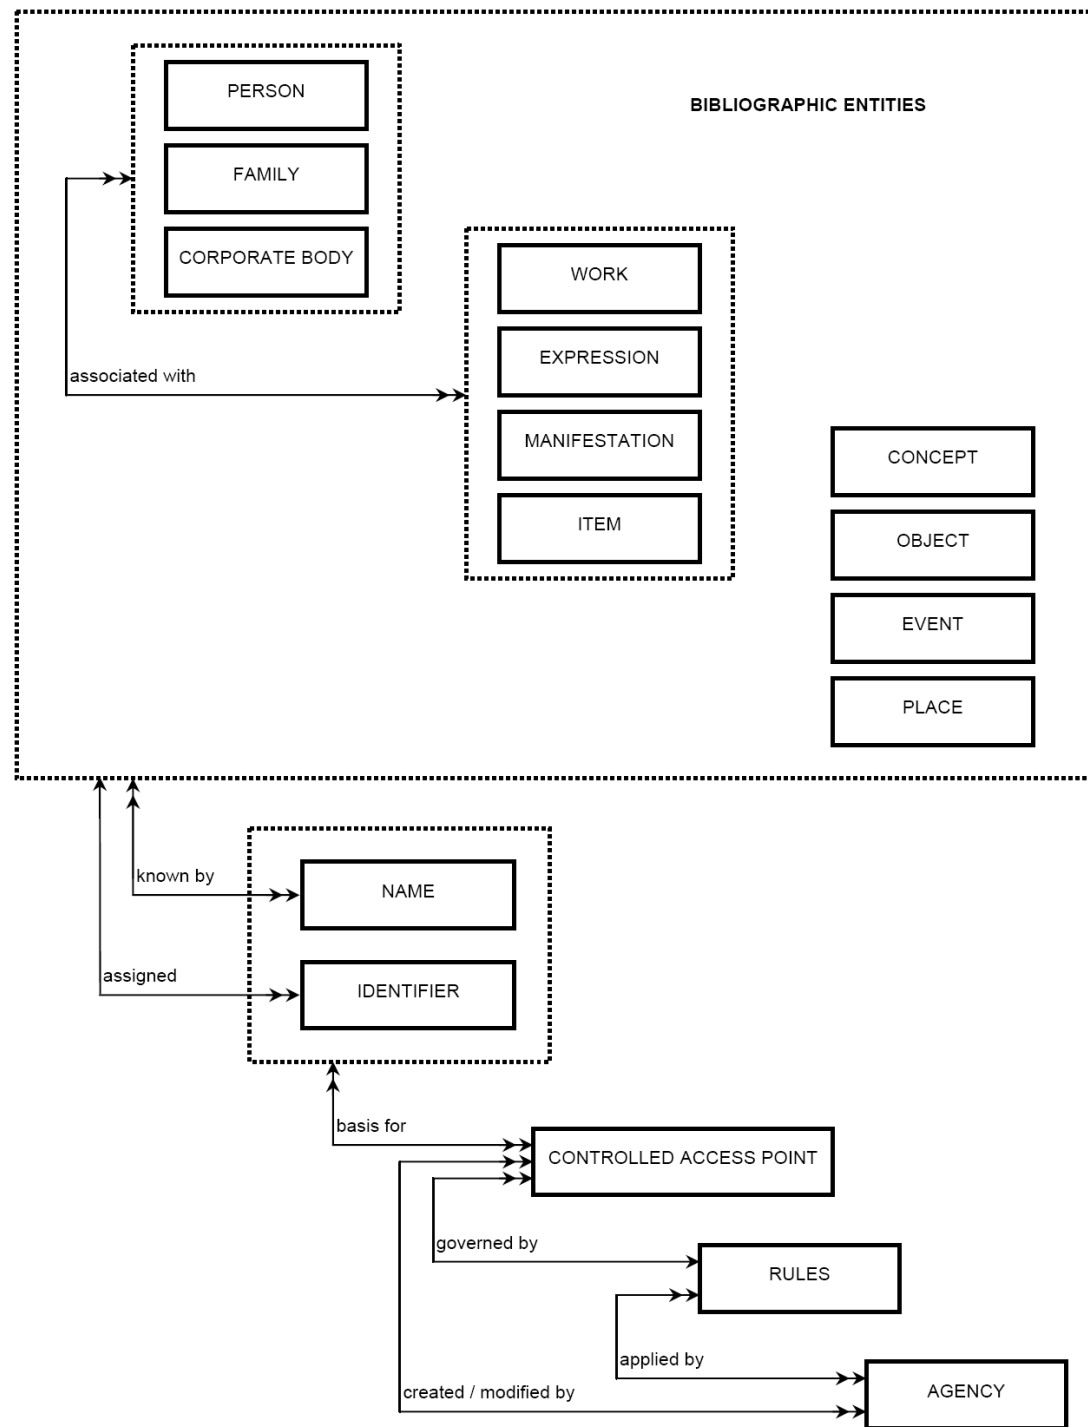 PERSON
BIBLIOGRAPHIC ENTITIES
FAMILY
CORPORATE BODY
WORK
EXPRESSION
associated with
MANIFESTATION
CONCEPT
ITEM
OBJECT
EVENT
PLACE
known by
NAME
assigned
IDENTIFIER
basis for
CONTROLLED ACCESS POINT
governed by
RULES
applied by
created / modified by
AGENCY